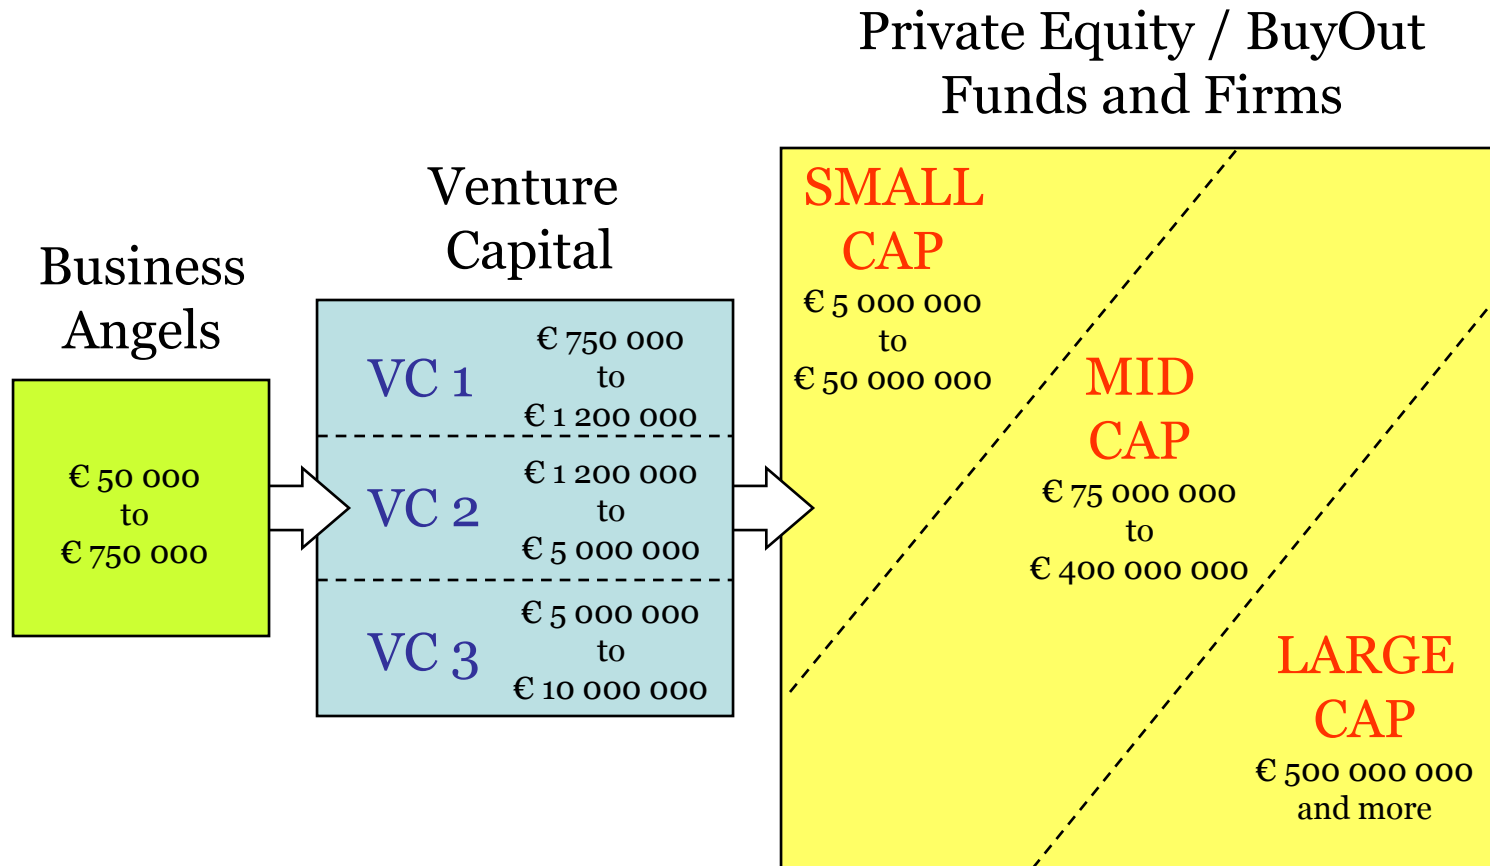 Business
Angels
€ 50 000
to
€ 750 000
Venture
Capital
VC 1
€ 750 000
to
€ 1 200 000
VC 2
€ 1 200 000
to
€ 5 000 000
VC 3
€ 5 000 000
to
€ 10 000 000
Private Equity / BuyOut
Funds and Firms
SMALL
CAP
€ 5 000 000
to
€ 50 000 000
MID
CAP
€ 75 000 000
to
€ 400 000 000
LARGE
CAP
€ 500 000 000
and more